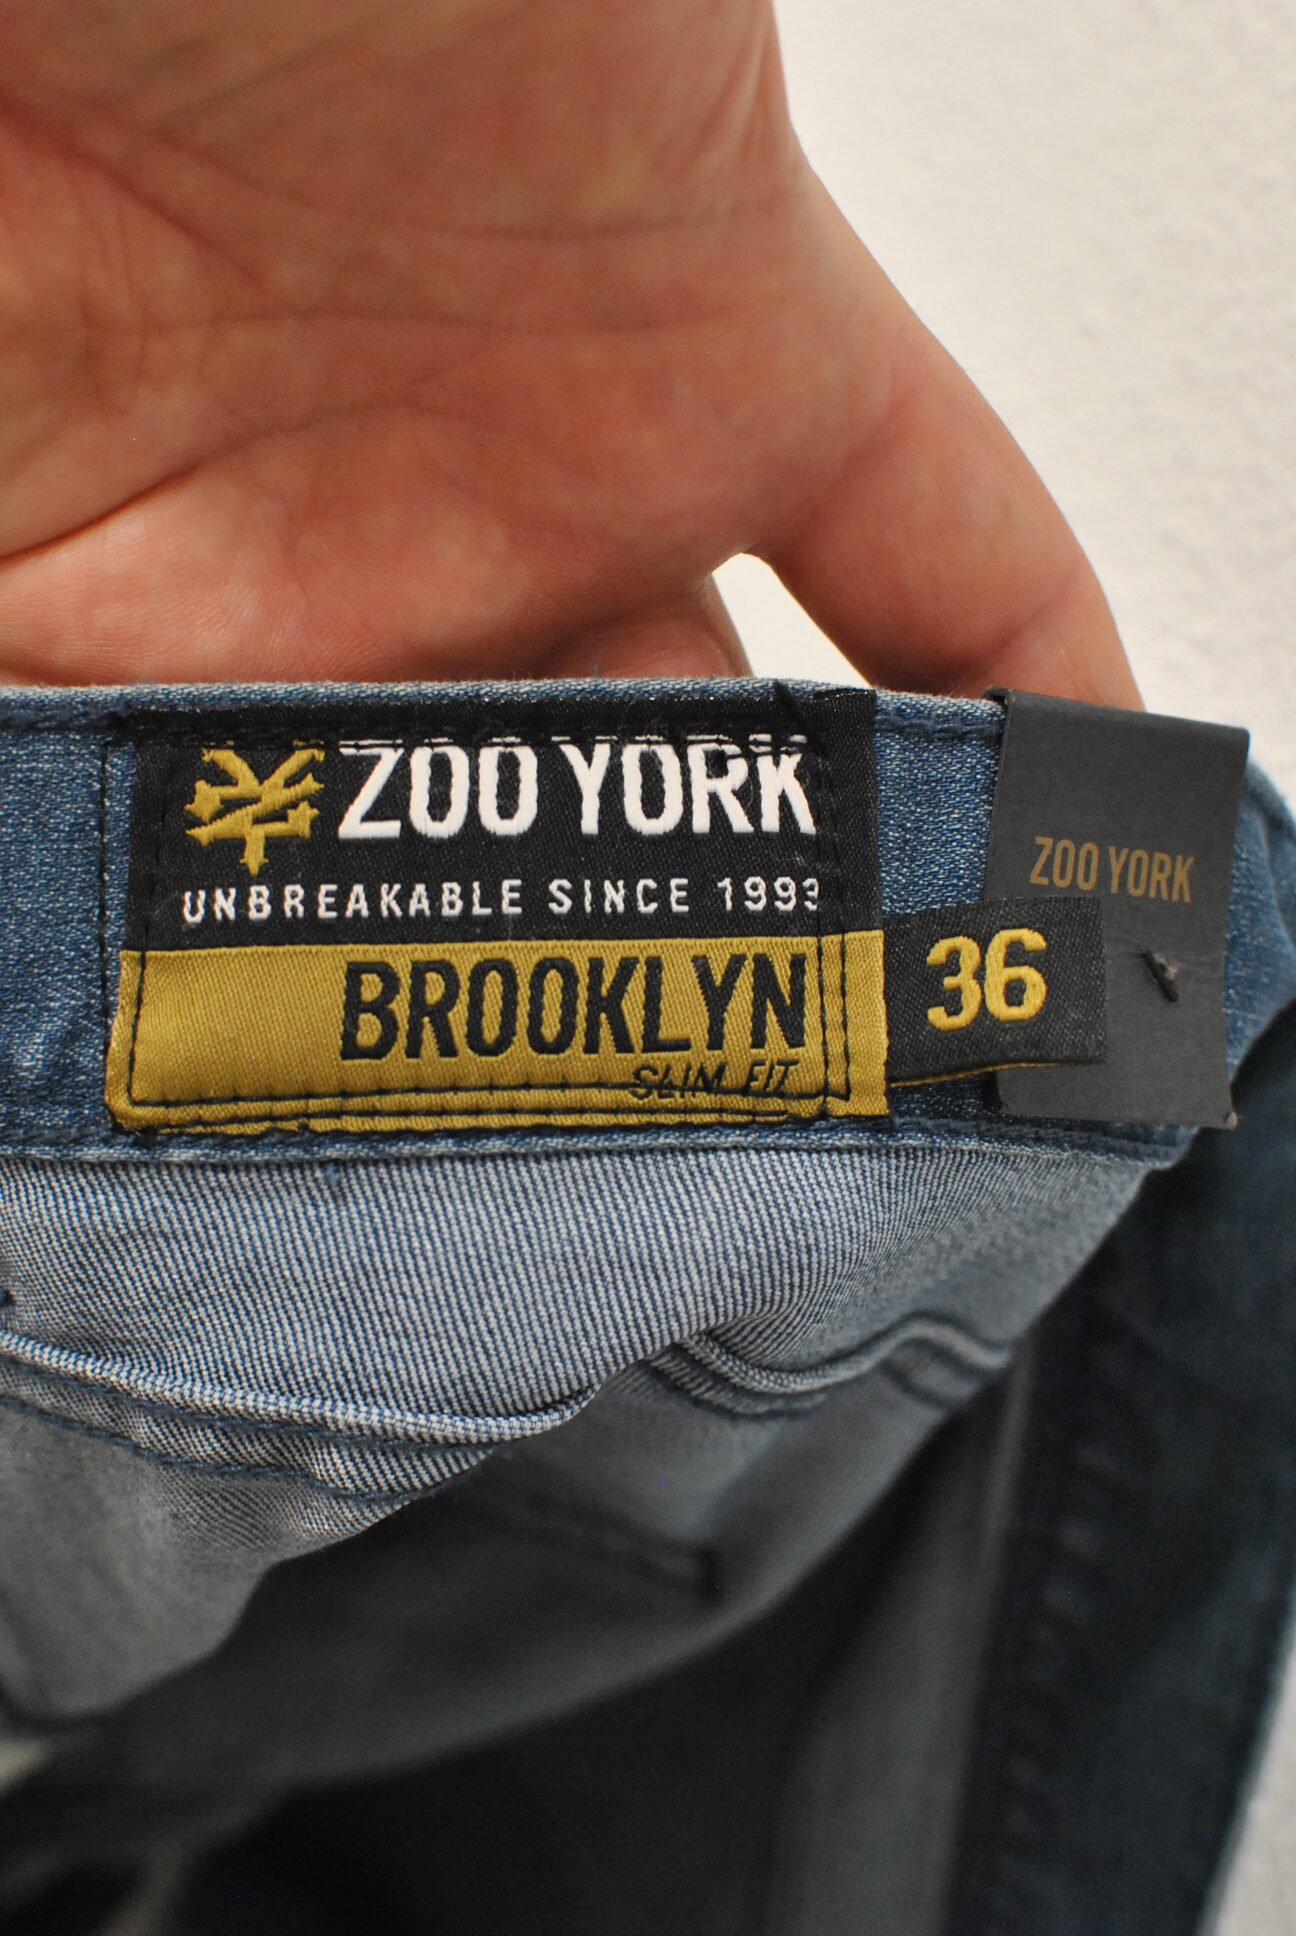 ZOO YORK
UNBREAKABLE SINCE 1993
BROOKLYN
SLIM FIT
36
ZOO YORK